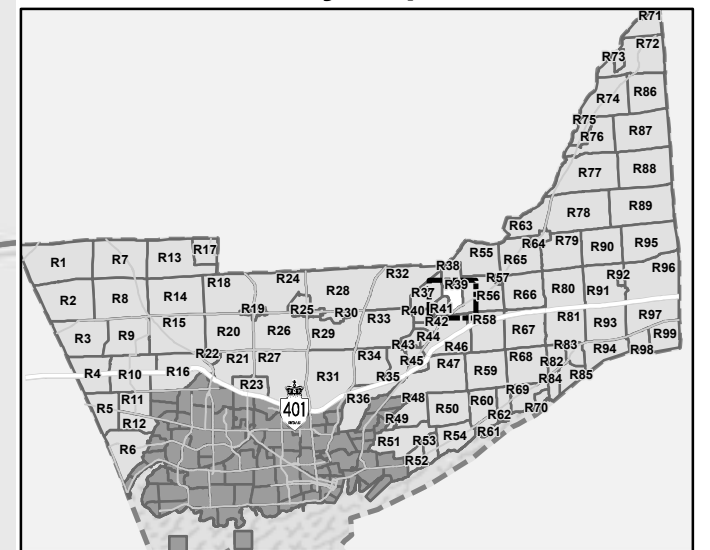 R71
R72
R73
R74 R86
R75
R76 R87
R77 R88
R78 R89
R63
R64 R79 R90 R95
R55 R65
R17
R1 R7 R13
R38 R96
R32 R92
R18 R24 R37 R39 R57
R2 R8 R14 R28 R56 R66 R80 R91
R19 R25 R30 R40 R41
R15 R33 R42 R58 R81 R93 R97
R3 R9 R20 R26 R29 R44 R67 R99
R43 R46 R83 R94 R98
R22 R21 R27 R34 R45 R47 R68 R82
R4 R10 R16 R31 R35 R59 R84 R85
R23 R36 R48 R69
R11 R60
R5 401 R50 R62 R70
R12 R49
R51 R53 R54 R61
R6 R52